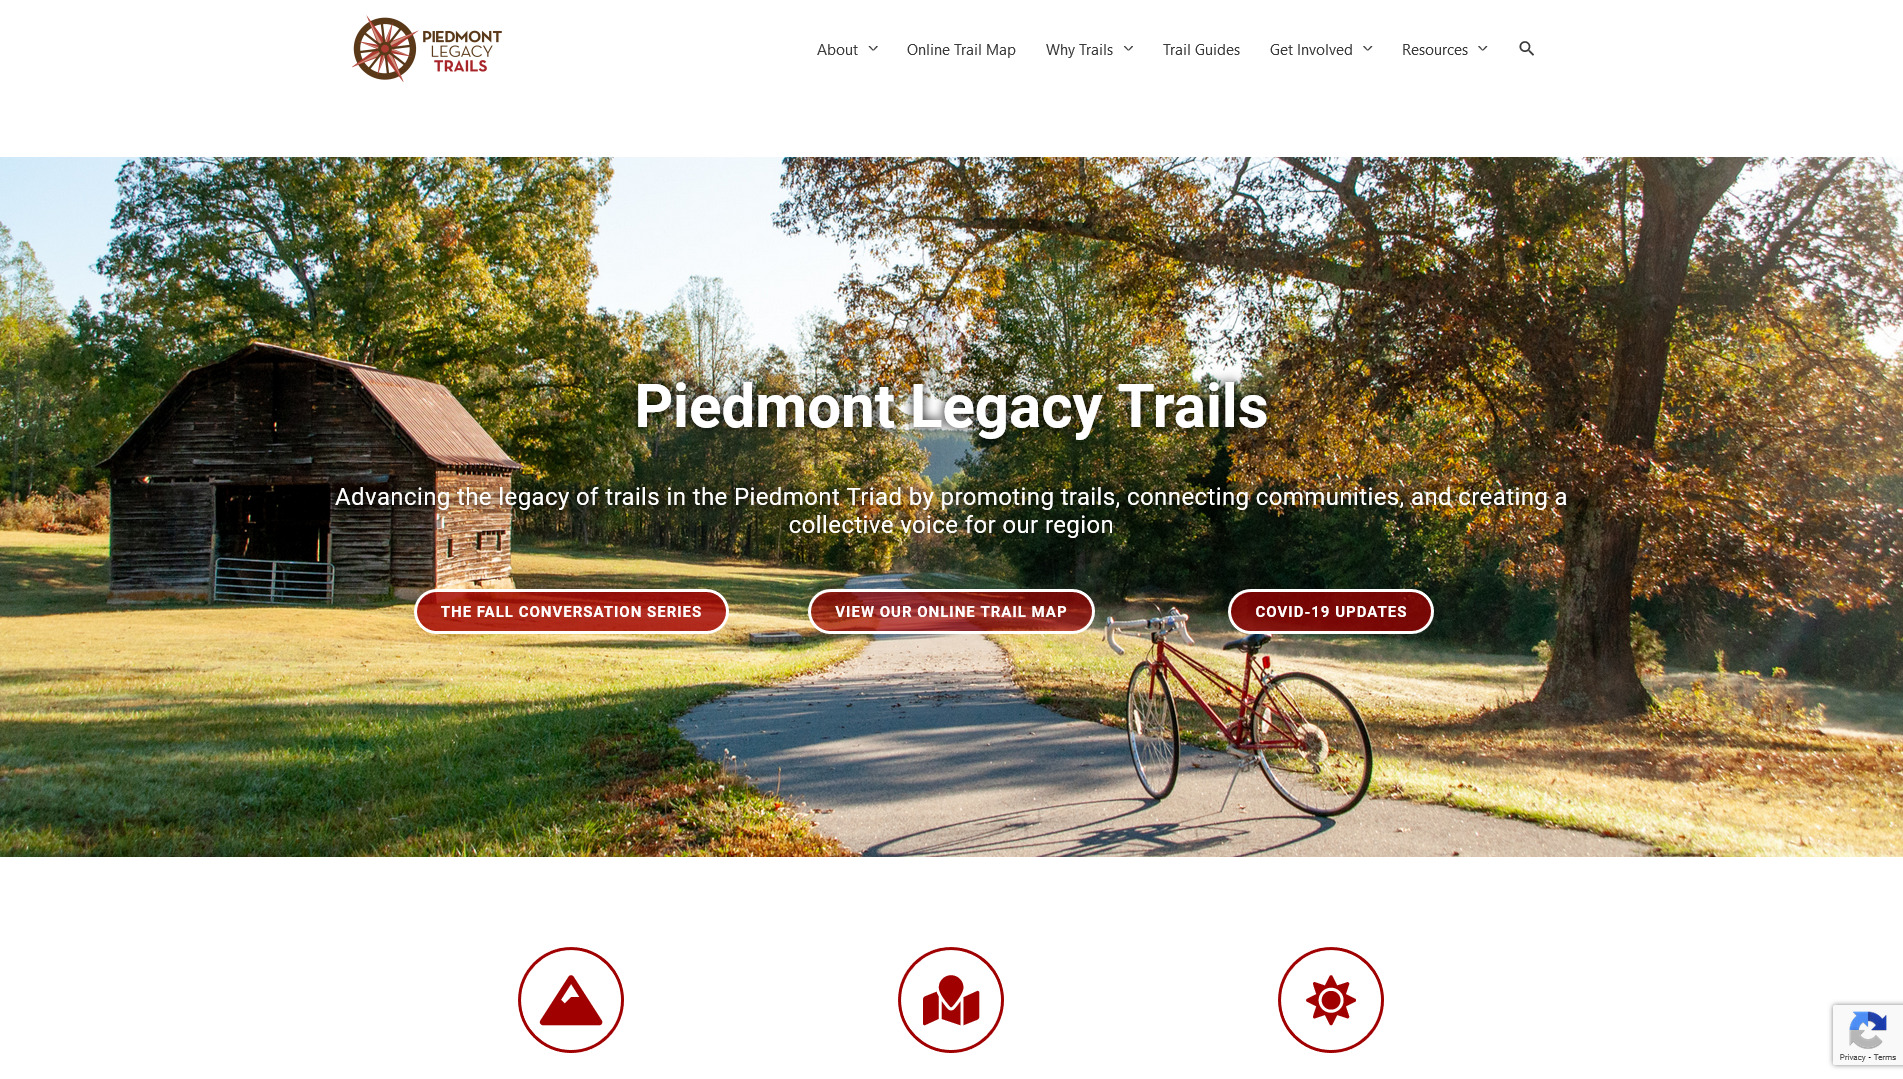 PIEDMONT
LEGACY
TRAILS
About
Online Trail Map
Why Trails
Trail Guides
Get Involved
Resources
Piedmont Legacy Trails
Advancing the legacy of trails in the Piedmont Triad by promoting trails, connecting communities, and creating a
collective voice for our region
THE FALL CONVERSATION SERIES
VIEW OUR ONLINE TRAIL MAP
COVID-19 UPDATES
Privacy - Terms